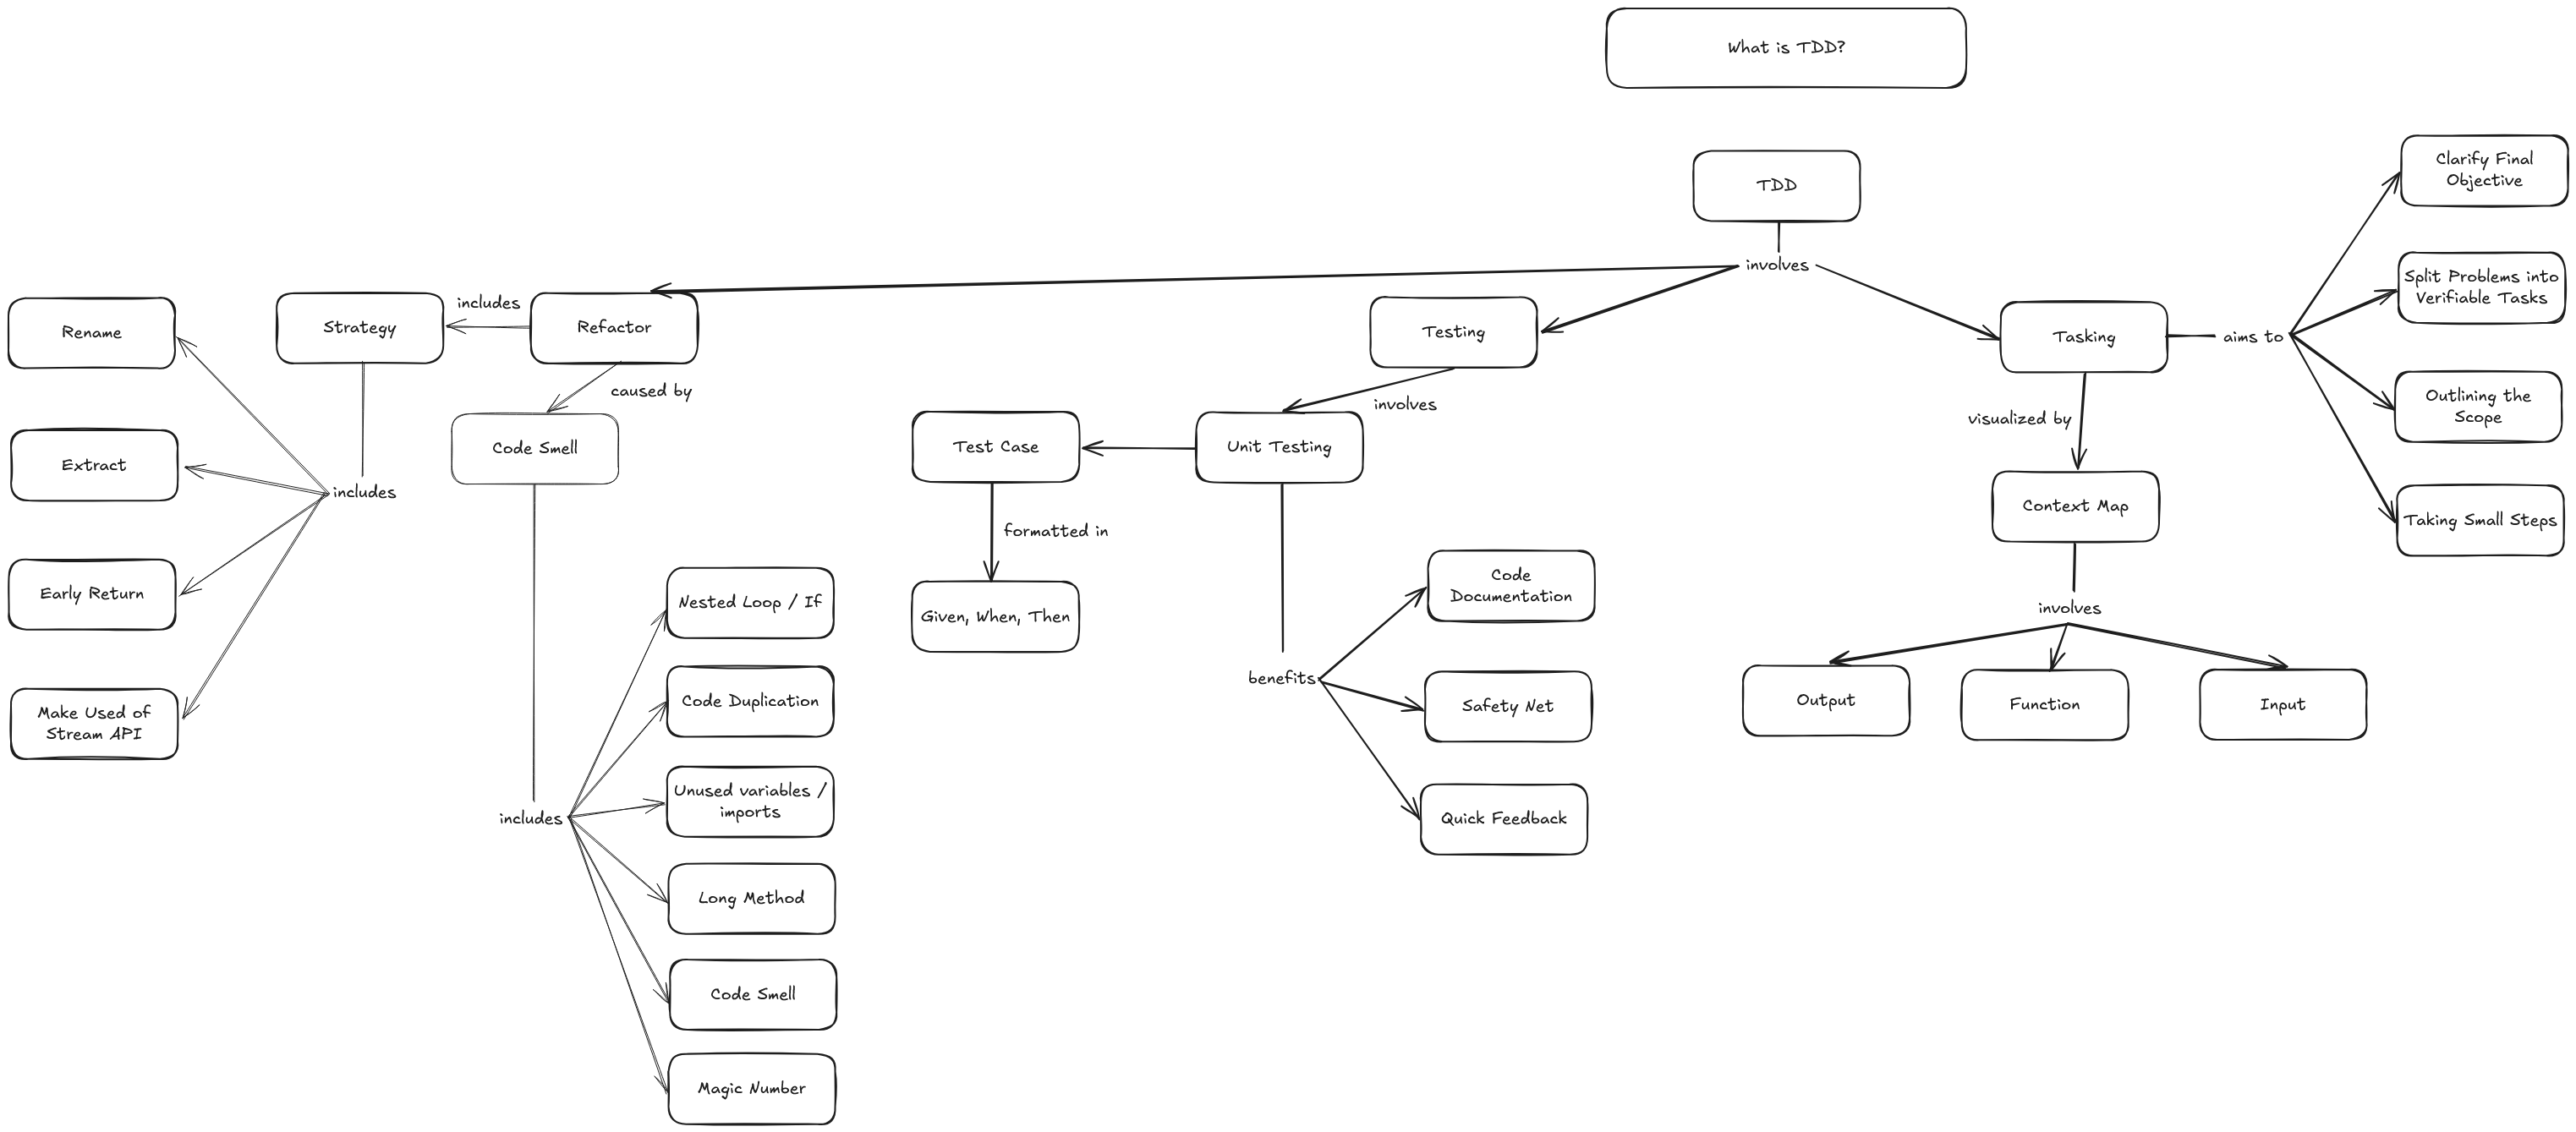 What is TDD?
TDD
involves
Clarify Final
Objective
Split Problems into
Verifiable Tasks
Outlining the
Scope
Taking Small Steps
aims to
Tasking
visualized by
Context Map
involves
Output
Function
Input
Testing
involves
Unit Testing
Test Case
formatted in
Given, When, Then
benefits
Code
Documentation
Safety Net
Quick Feedback
Refactor
includes
Strategy
caused by
Code Smell
includes
Nested Loop / If
Code Duplication
Unused variables /
imports
Long Method
Code Smell
Magic Number
includes
Rename
Extract
Early Return
Make Used of
Stream API